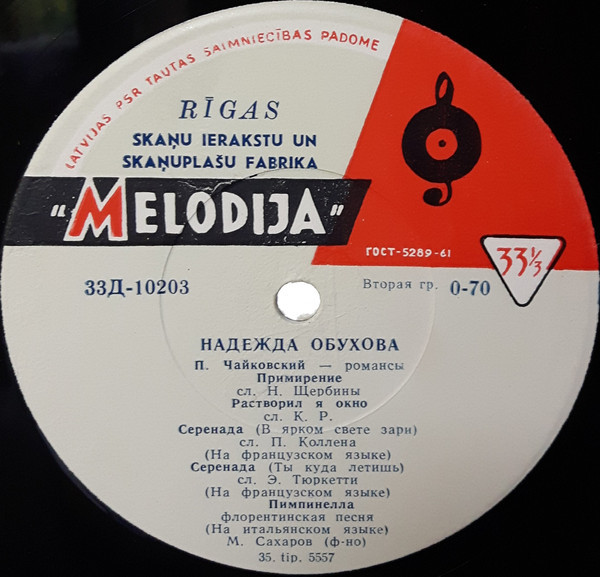 LATVIJAS PSR TAUTAS SAIMNIECĪBAS PADOME
RĪGAS
SKAŅU IERAKSTU UN
SKAŅUPLAŠU FABRIKA
"MELODIJA"
ГОСТ-5289-61
33⅓
33Д-10203
Вторая гр. 0-70
НАДЕЖДА ОБУХОВА
П. Чайковский — романсы
Примирение
сл. Н. Щербины
Растворил я окно
сл. К. Р.
Серенада (В ярком свете зари)
сл. П. Коллена
(На французском языке)
Серенада (Ты куда летишь)
сл. Э. Тюркетти
(На французском языке)
Пимпинелла
флорентинская песня
(На итальянском языке)
М. Сахаров (ф-но)
35. tip. 5557